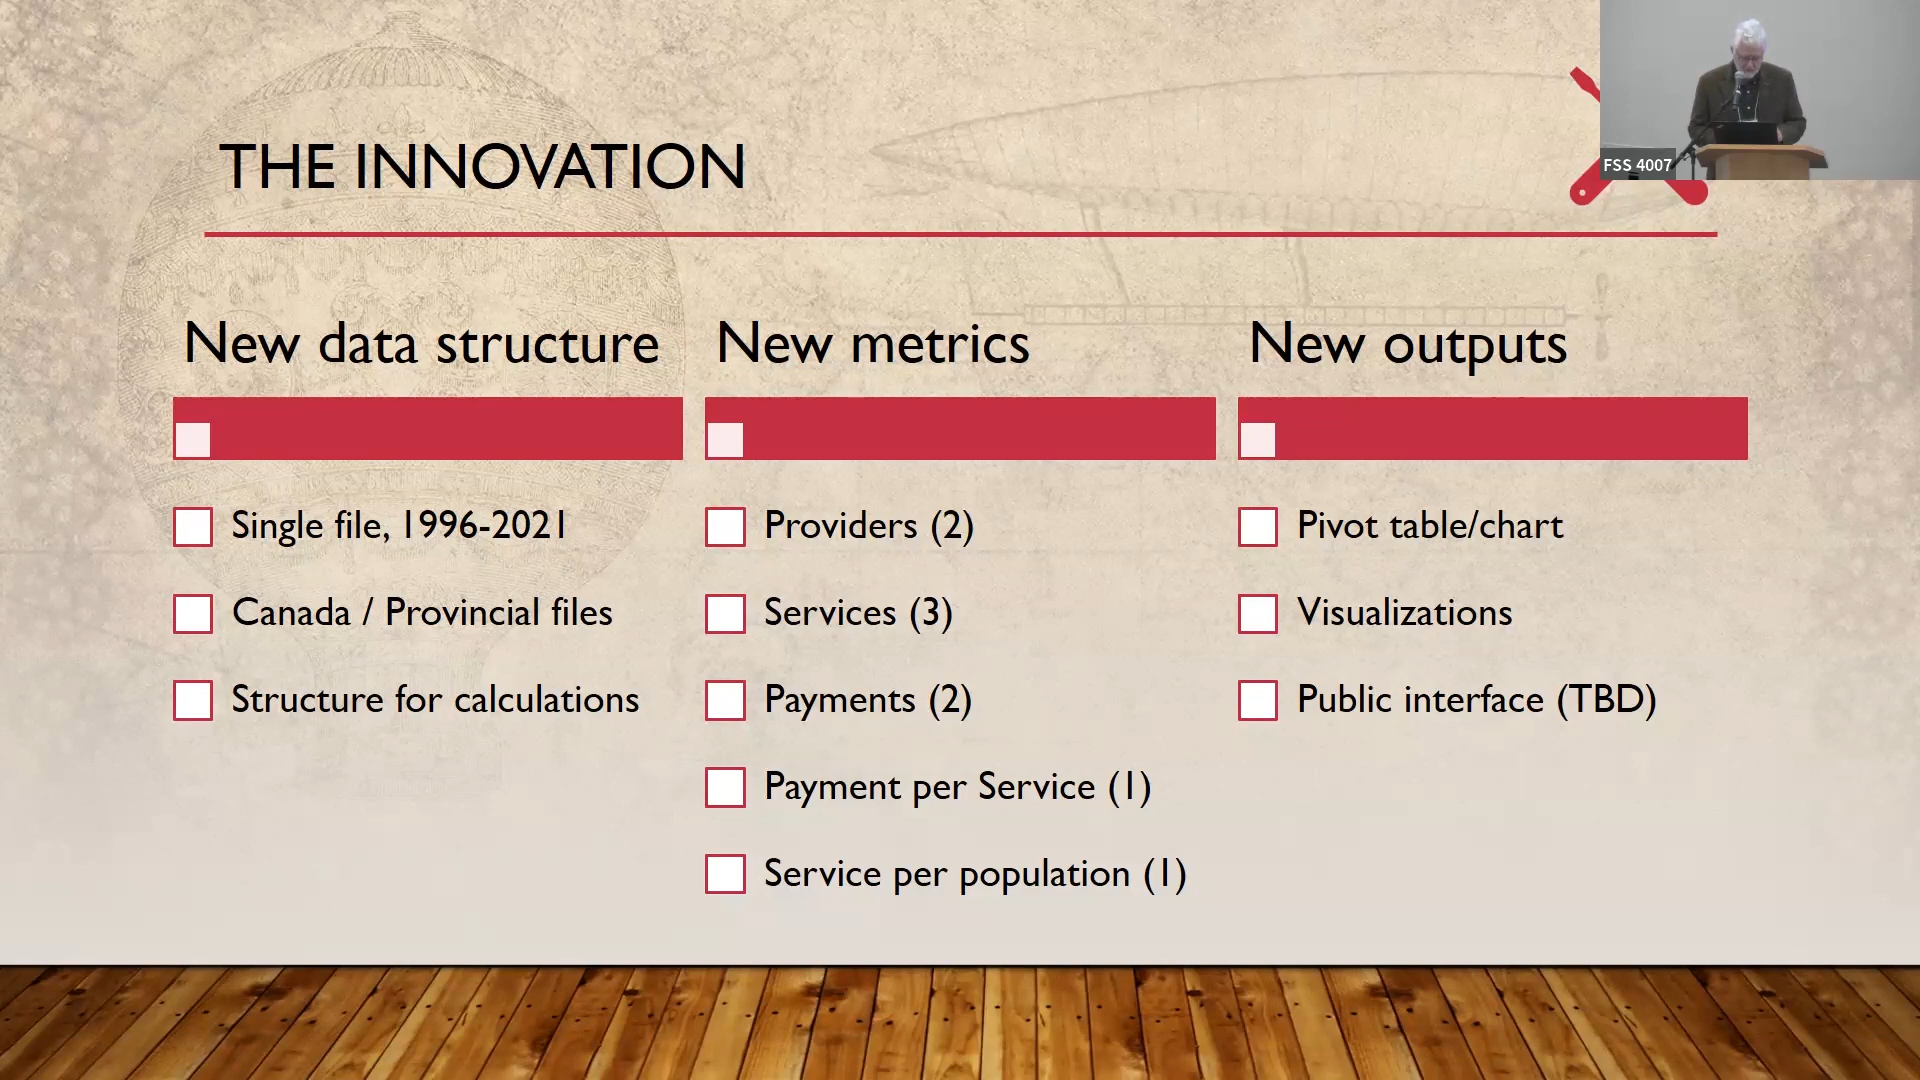 THE INNOVATION
FSS 4007
New data structure
Single file, 1996-2021
Canada / Provincial files
Structure for calculations
New metrics
Providers (2)
Services (3)
Payments (2)
Payment per Service (1)
Service per population (1)
New outputs
Pivot table/chart
Visualizations
Public interface (TBD)